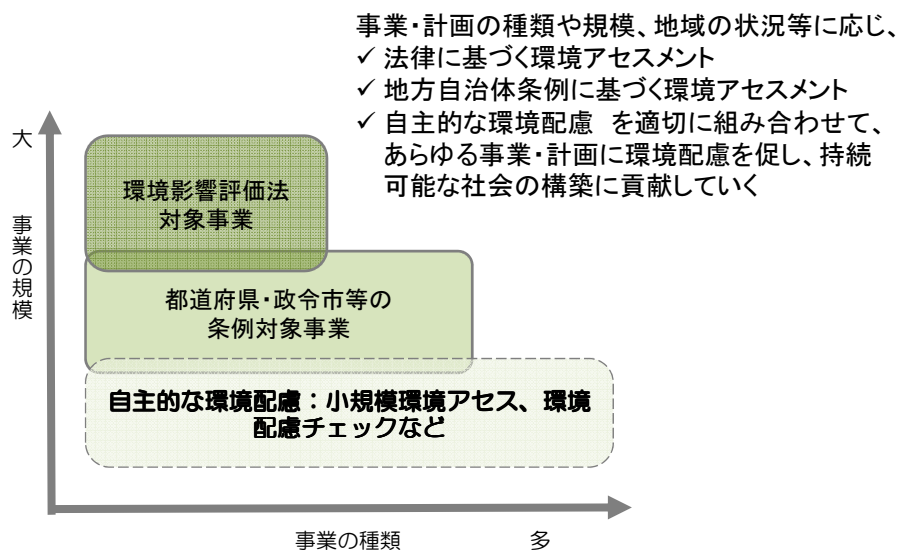 事業・計画の種類や規模、地域の状況等に応じ、
✓ 法律に基づく環境アセスメント
✓ 地方自治体条例に基づく環境アセスメント
✓ 自主的な環境配慮 を適切に組み合わせて、
あらゆる事業・計画に環境配慮を促し、持続
可能な社会の構築に貢献していく
大
事業の規模
環境影響評価法
対象事業
都道府県・政令市等の
条例対象事業
自主的な環境配慮：小規模環境アセス、環境
配慮チェックなど
事業の種類 多